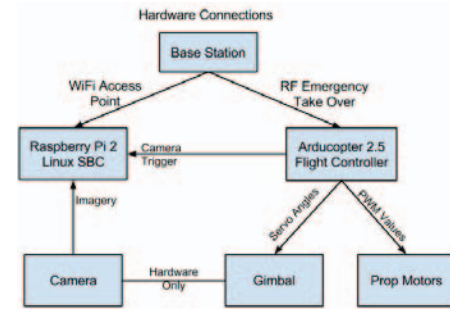 Hardware Connections
Base Station
WiFi Access
Point
RF Emergency
Take Over
Raspberry Pi 2
Linux SBC
Camera
Trigger
Arducopter 2.5
Flight Controller
Imagery
Servo Angles
PWM Values
Camera
Hardware
Only
Gimbal
Prop Motors